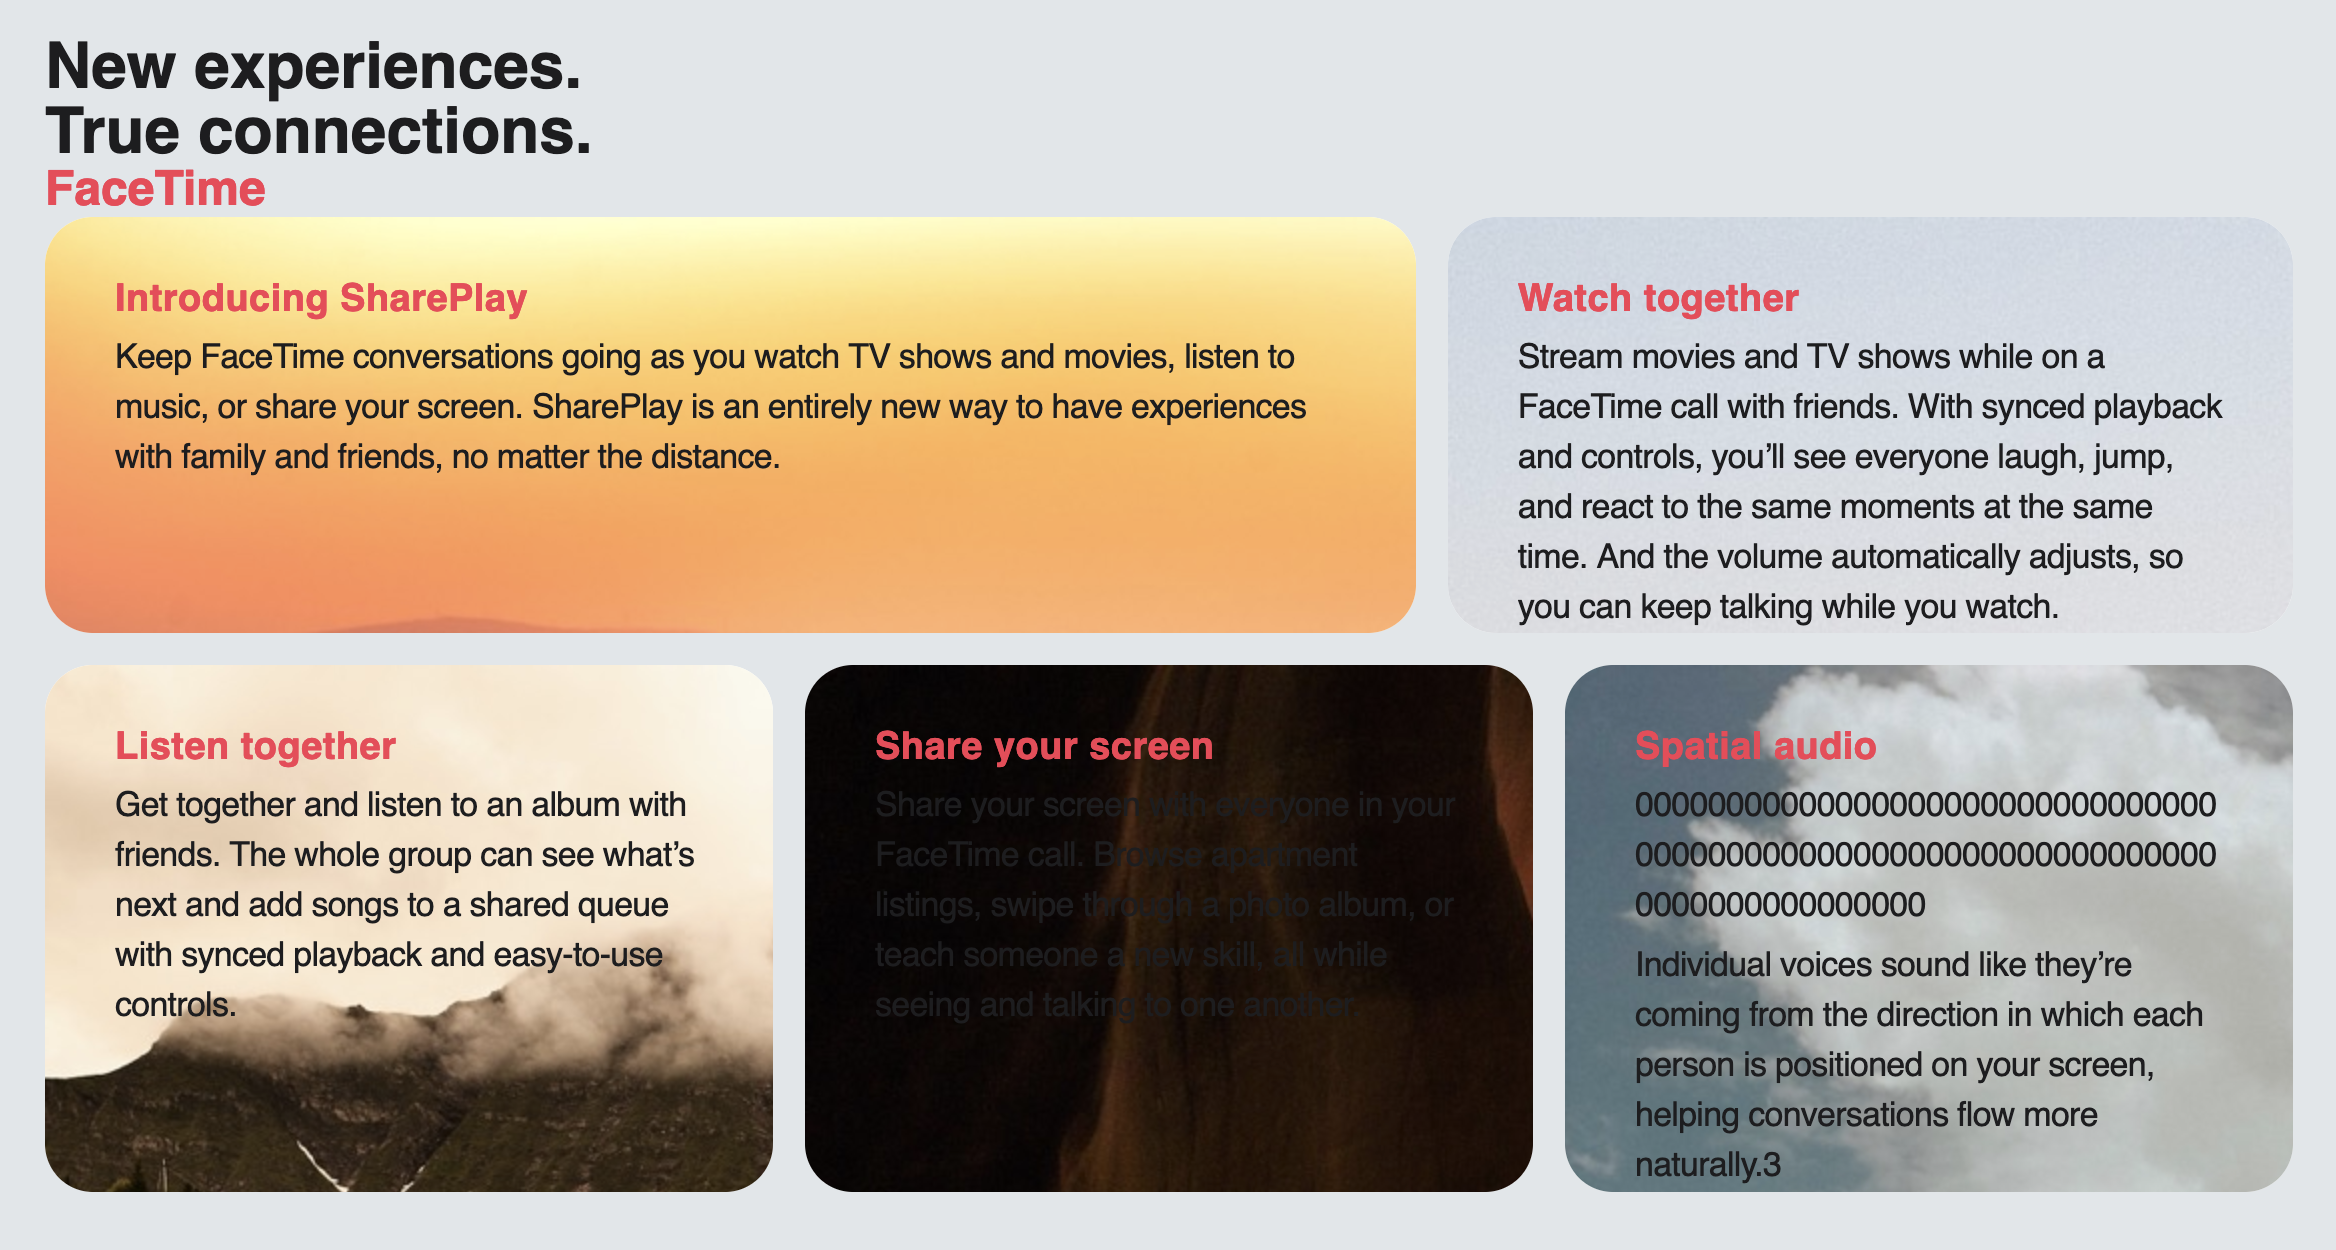 New experiences.
True connections.
FaceTime
Introducing SharePlay
Keep FaceTime conversations going as you watch TV shows and movies, listen to
music, or share your screen. SharePlay is an entirely new way to have experiences
with family and friends, no matter the distance.
Watch together
Stream movies and TV shows while on a
FaceTime call with friends. With synced playback
and controls, you’ll see everyone laugh, jump,
and react to the same moments at the same
time. And the volume automatically adjusts, so
you can keep talking while you watch.
Listen together
Get together and listen to an album with
friends. The whole group can see what’s
next and add songs to a shared queue
with synced playback and easy-to-use
controls.
Share your screen
Share your screen with everyone in your
FaceTime call. Browse apartment
listings, swipe through a photo album, or
teach someone a new skill, all while
seeing and talking to one another.
Spatial audio
00000000000000000000000000000000
00000000000000000000000000000000
0000000000000000
Individual voices sound like they’re
coming from the direction in which each
person is positioned on your screen,
helping conversations flow more
naturally.3